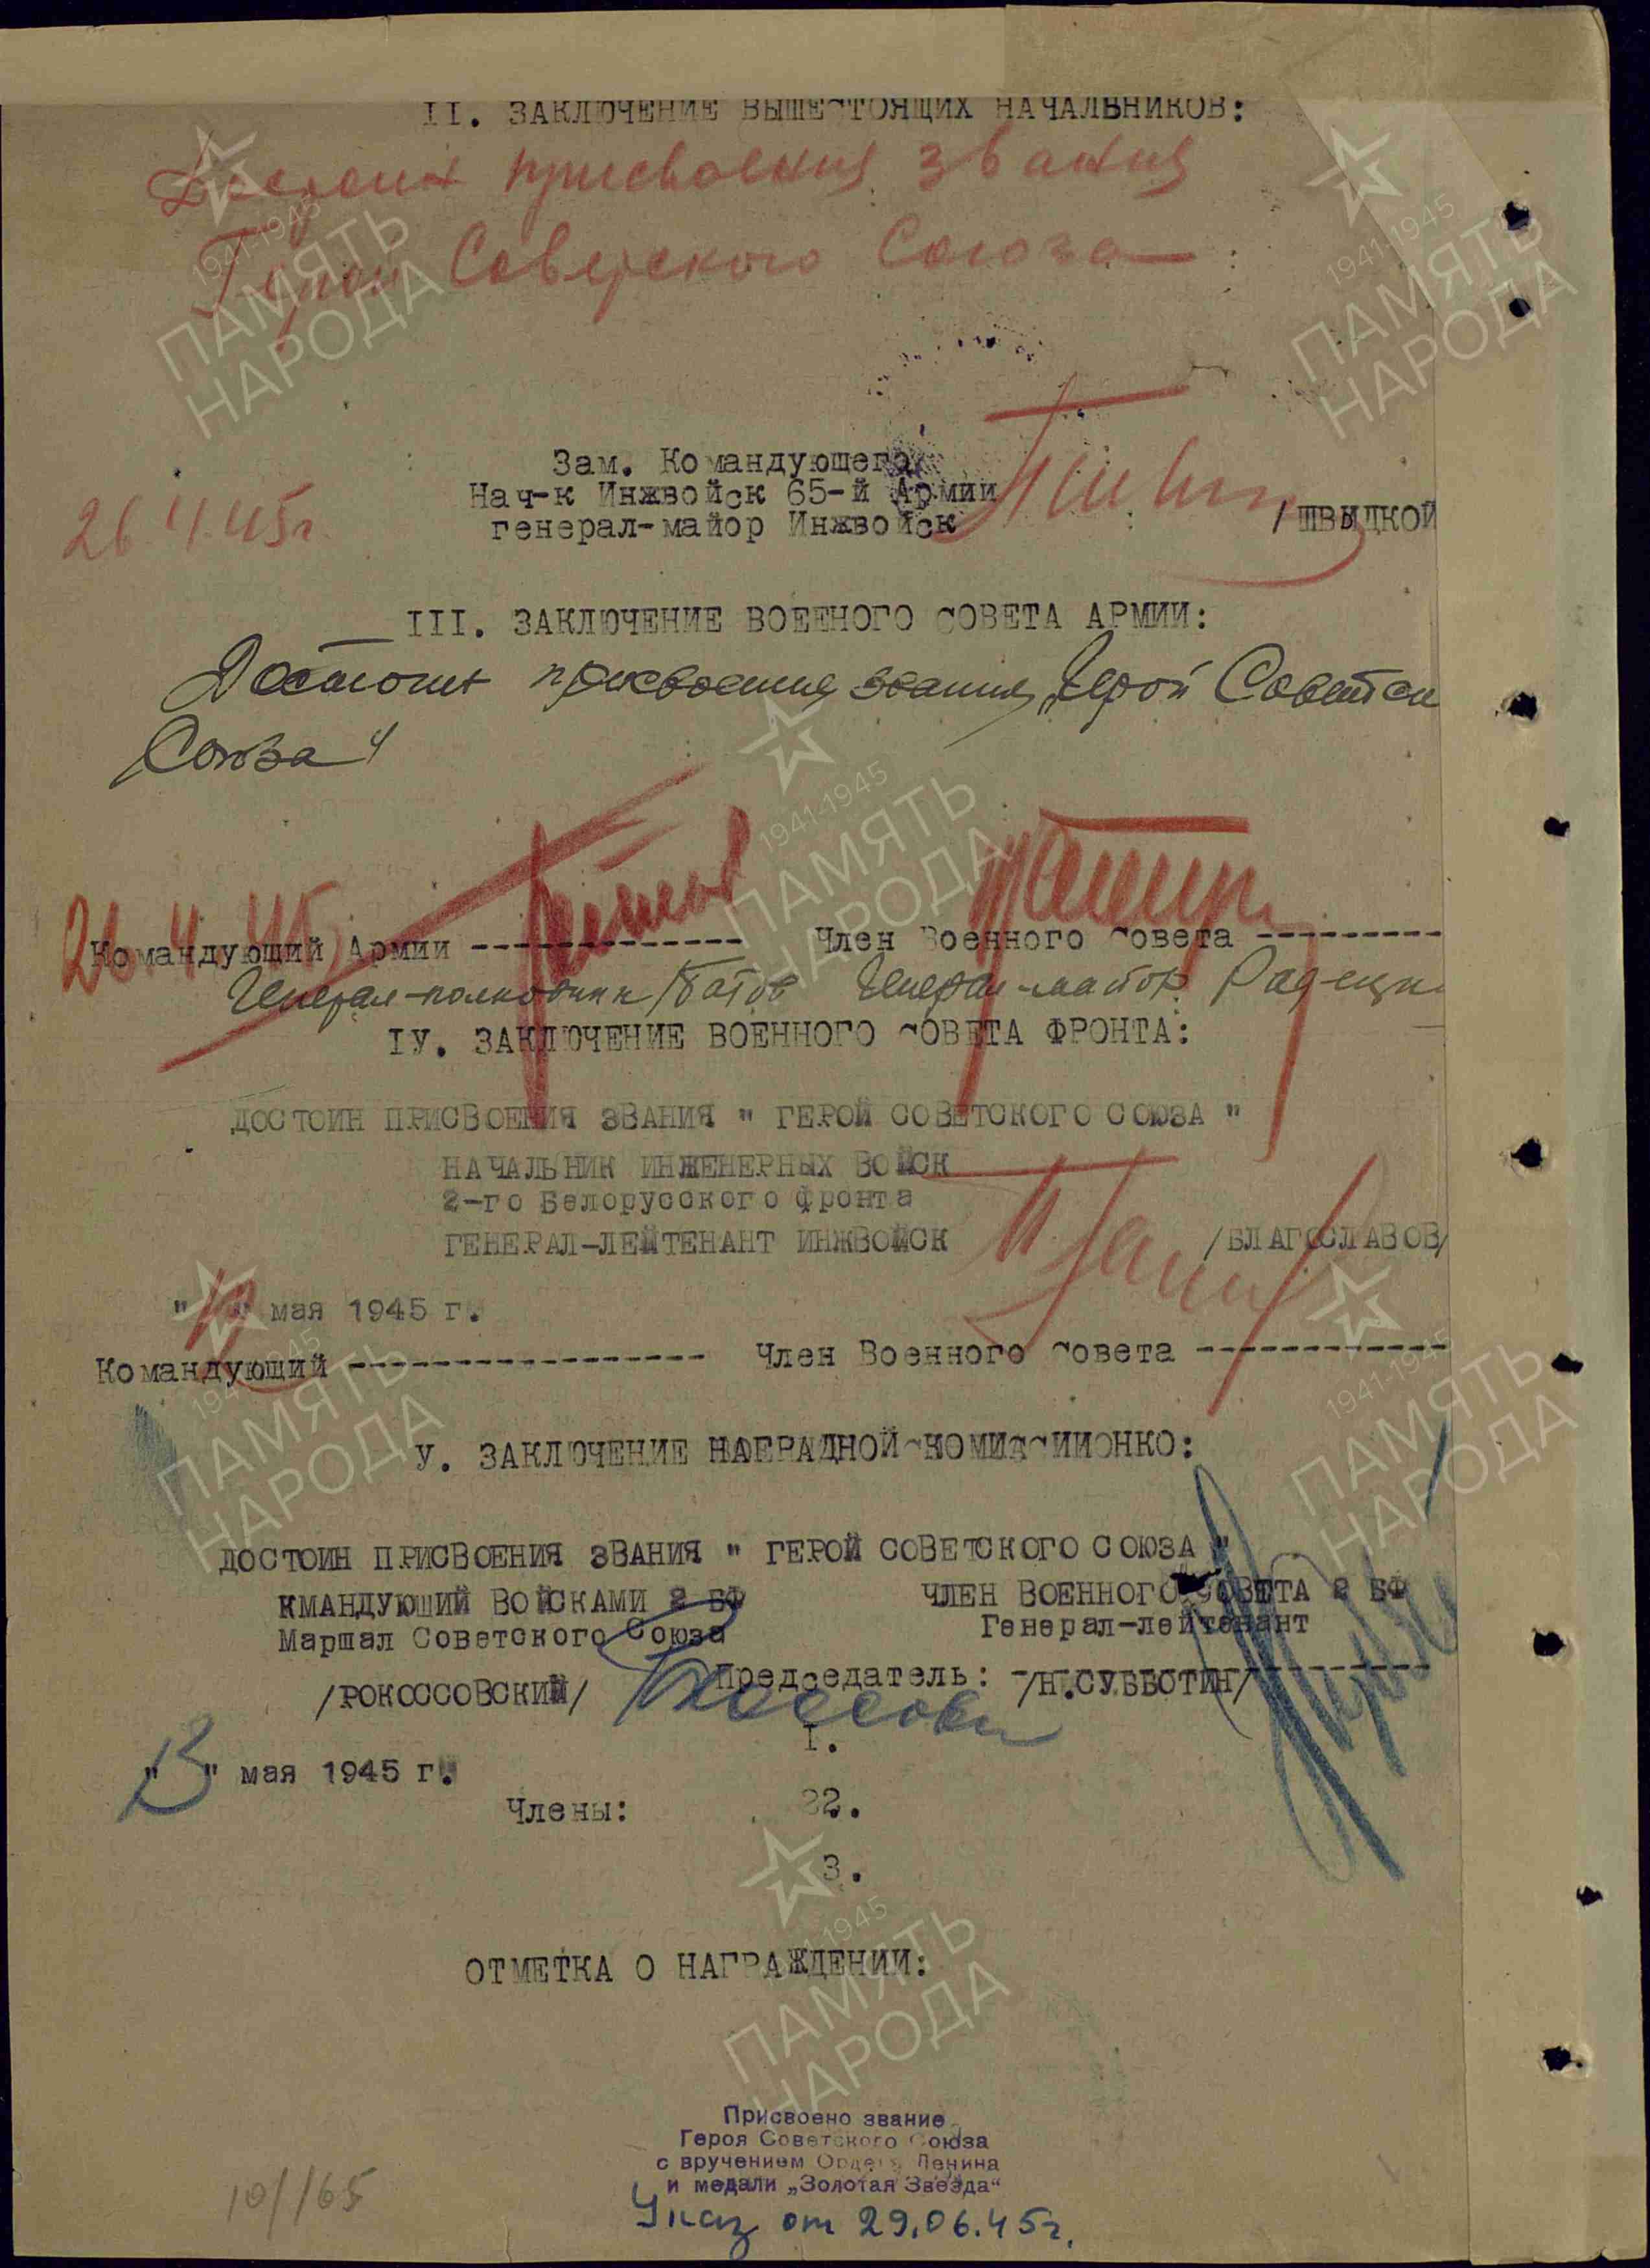 II. ЗАКЛЮЧЕНИЕ ВЫШЕСТОЯЩИХ НАЧАЛЬНИКОВ:
Достоин присвоения звания
Героя Советского Союза
Зам. Командующего
Нач-к Инжвойск 65-й Армии
генерал-майор Инжвойск /ШВЫДКОЙ
26.4.45г.
III. ЗАКЛЮЧЕНИЕ ВОЕННОГО СОВЕТА АРМИИ:
Достоин присвоения звания „Герой Советск
Союза"
26.4.45
Командующий Армии ------------- Член Военного Совета ---------
Генерал-полковник /Батов Генерал-майор Радецки
IУ. ЗАКЛЮЧЕНИЕ ВОЕННОГО СОВЕТА ФРОНТА:
ДОСТОИН ПРИСВОЕНИЯ ЗВАНИЯ " ГЕРОЙ СОВЕТСКОГО СОЮЗА "
НАЧАЛЬНИК ИНЖЕНЕРНЫХ ВОЙСК
2-го Белорусского фронта
ГЕНЕРАЛ-ЛЕЙТЕНАНТ ИНЖВОЙСК /БЛАГОСЛАВОВ/
" " мая 1945 г.
Командующий ----------------- Член Военного Совета ------------
У. ЗАКЛЮЧЕНИЕ НАГРАДНОЙ
ДОСТОИН ПРИСВОЕНИЯ ЗВАНИЯ " ГЕРОЙ СОВЕТСКОГО СОЮЗА "
КМАНДУЮЩИЙ ВОЙСКАМИ 2 БФ ЧЛЕН ВОЕННОГО СОВЕТА 2 БФ
Маршал Советского Союза Генерал-лейтенант
/РОКОССОВСКИЙ/ Председатель: /Н.СУББОТИН/
1.
"13" мая 1945 г.
Члены: 2.
3.
ОТМЕТКА О НАГРАЖДЕНИИ:
Присвоено звание
Героя Советского Союза
с вручением Ордена Ленина
и медали „Золотая Звезда“
Указ от 29.06.45г.
1941-1945
ПАМЯТЬ
НАРОДА